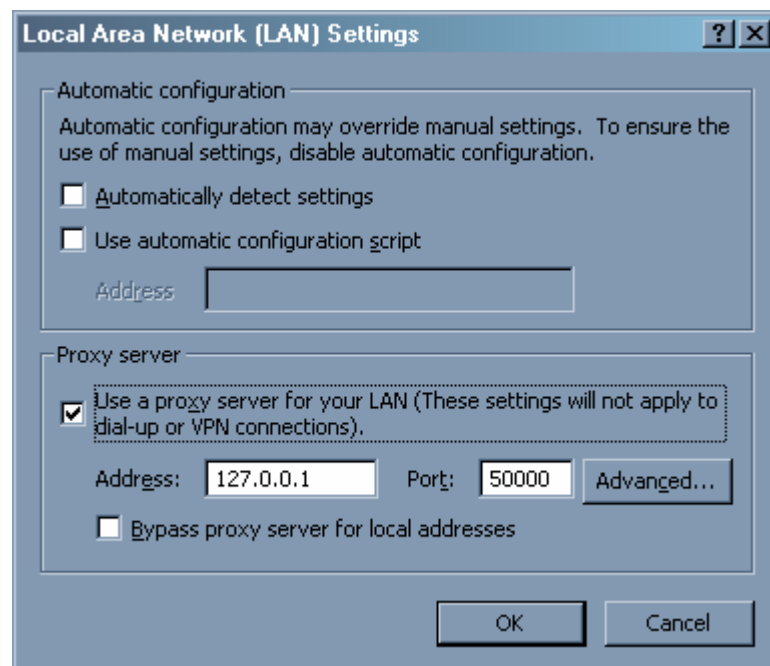 Local Area Network (LAN) Settings
Automatic configuration
Automatic configuration may override manual settings. To ensure the
use of manual settings, disable automatic configuration.
Automatically detect settings
Use automatic configuration script
Address
Proxy server
Use a proxy server for your LAN (These settings will not apply to
dial-up or VPN connections).
Address: 127.0.0.1 Port: 50000 Advanced...
Bypass proxy server for local addresses
OK Cancel